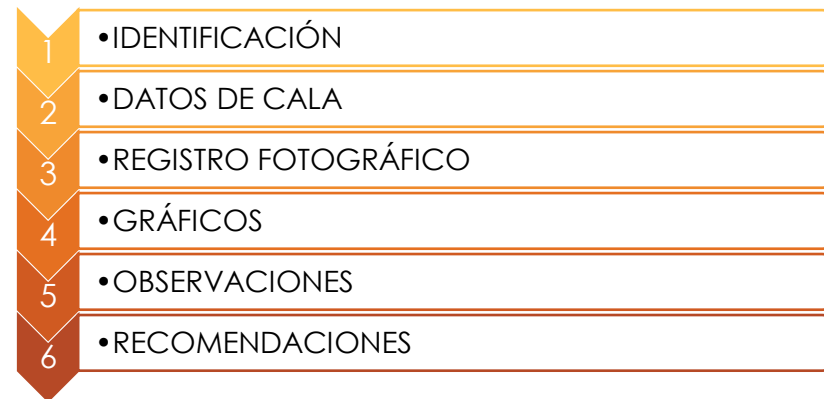 1 •IDENTIFICACIÓN
2 •DATOS DE CALA
3 •REGISTRO FOTOGRÁFICO
4 •GRÁFICOS
5 •OBSERVACIONES
6 •RECOMENDACIONES